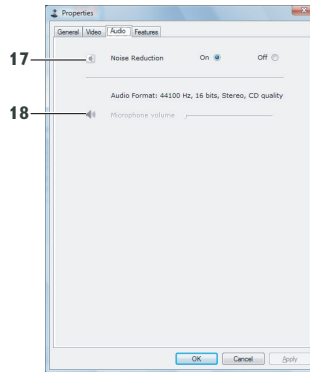 Properties
General Video Audio Features
17 Noise Reduction On Off
Audio Format: 44100 Hz, 16 bits, Stereo, CD quality
18 Microphone volume
OK Cancel Apply